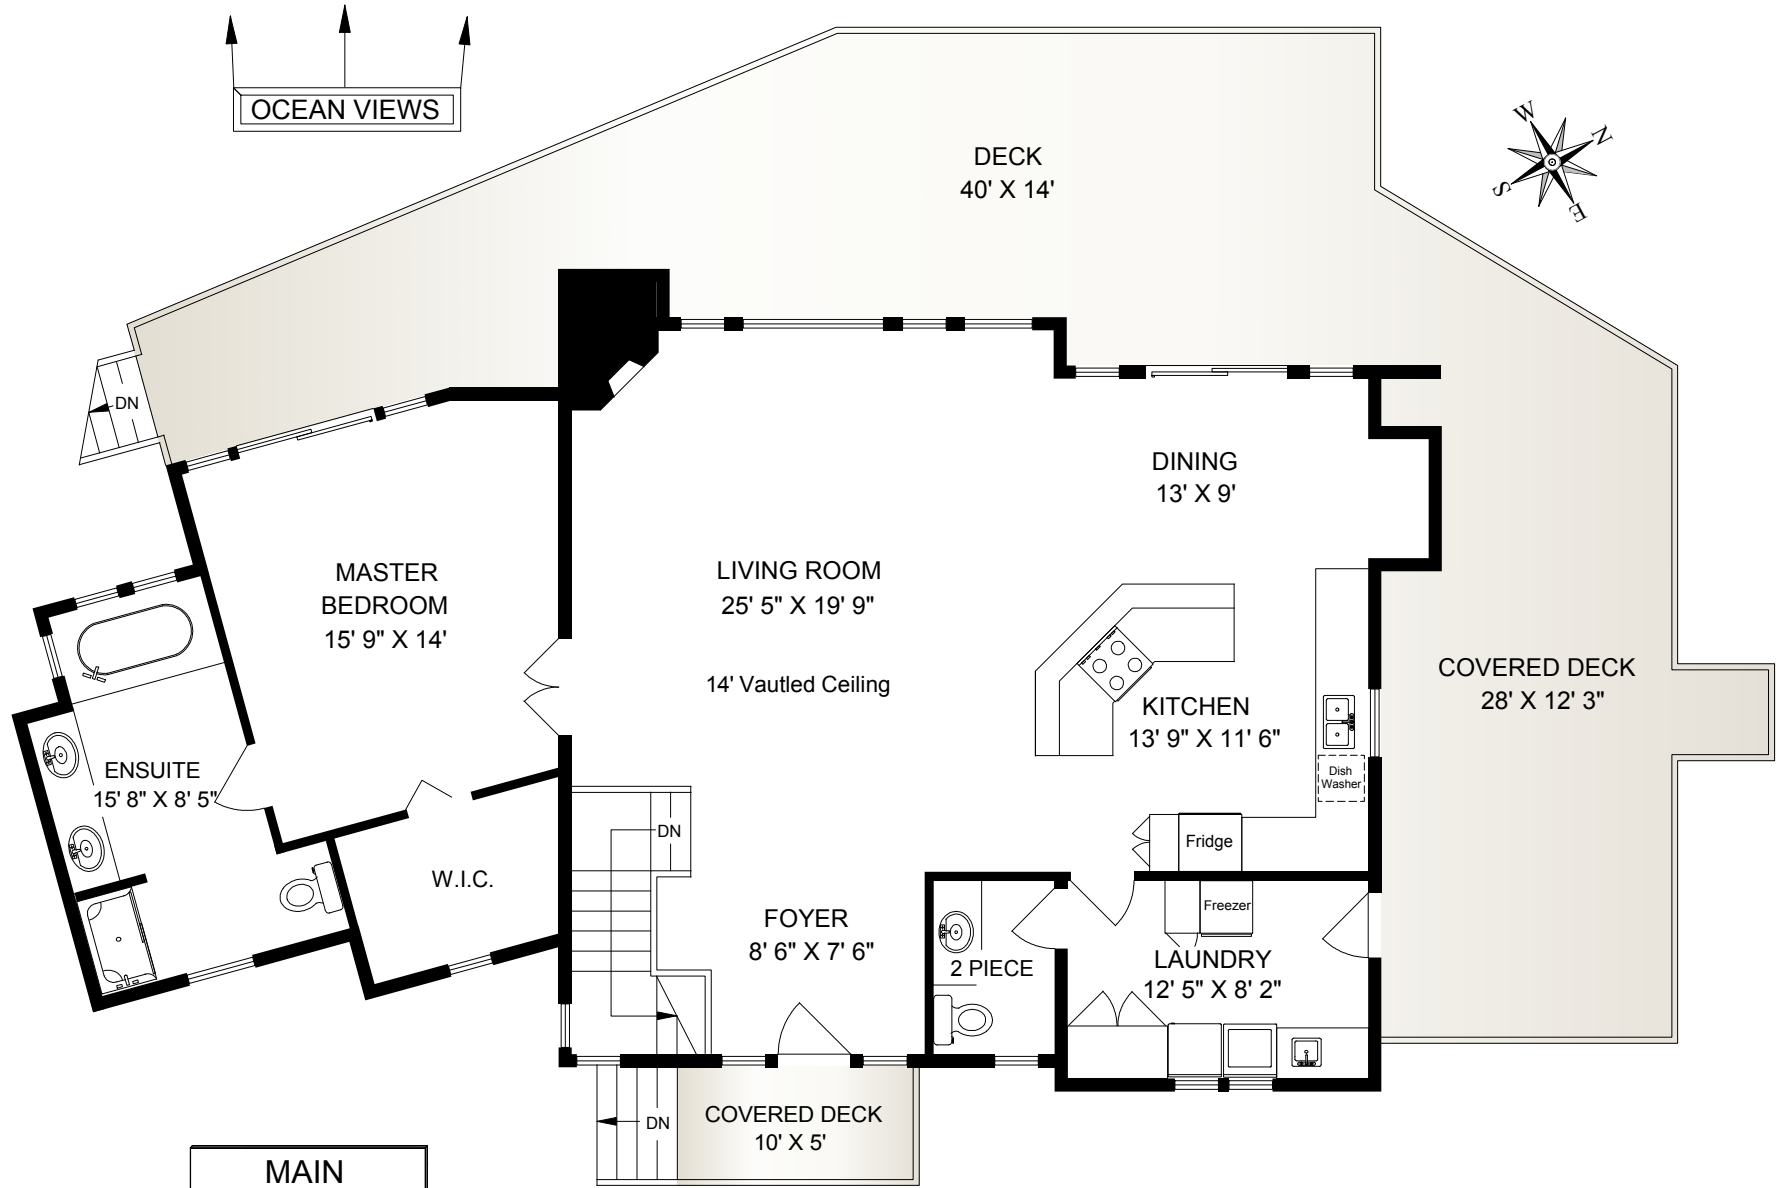 OCEAN VIEWS
W
N
S
E
DECK
40' X 14'
DN
DINING
13' X 9'
MASTER
BEDROOM
15' 9" X 14'
LIVING ROOM
25' 5" X 19' 9"
14' Vautled Ceiling
KITCHEN
13' 9" X 11' 6"
COVERED DECK
28' X 12' 3"
ENSUITE
15' 8" X 8' 5"
Dish
Washer
DN
Fridge
W.I.C.
FOYER
8' 6" X 7' 6"
Freezer
2 PIECE
LAUNDRY
12' 5" X 8' 2"
DN
COVERED DECK
10' X 5'
MAIN